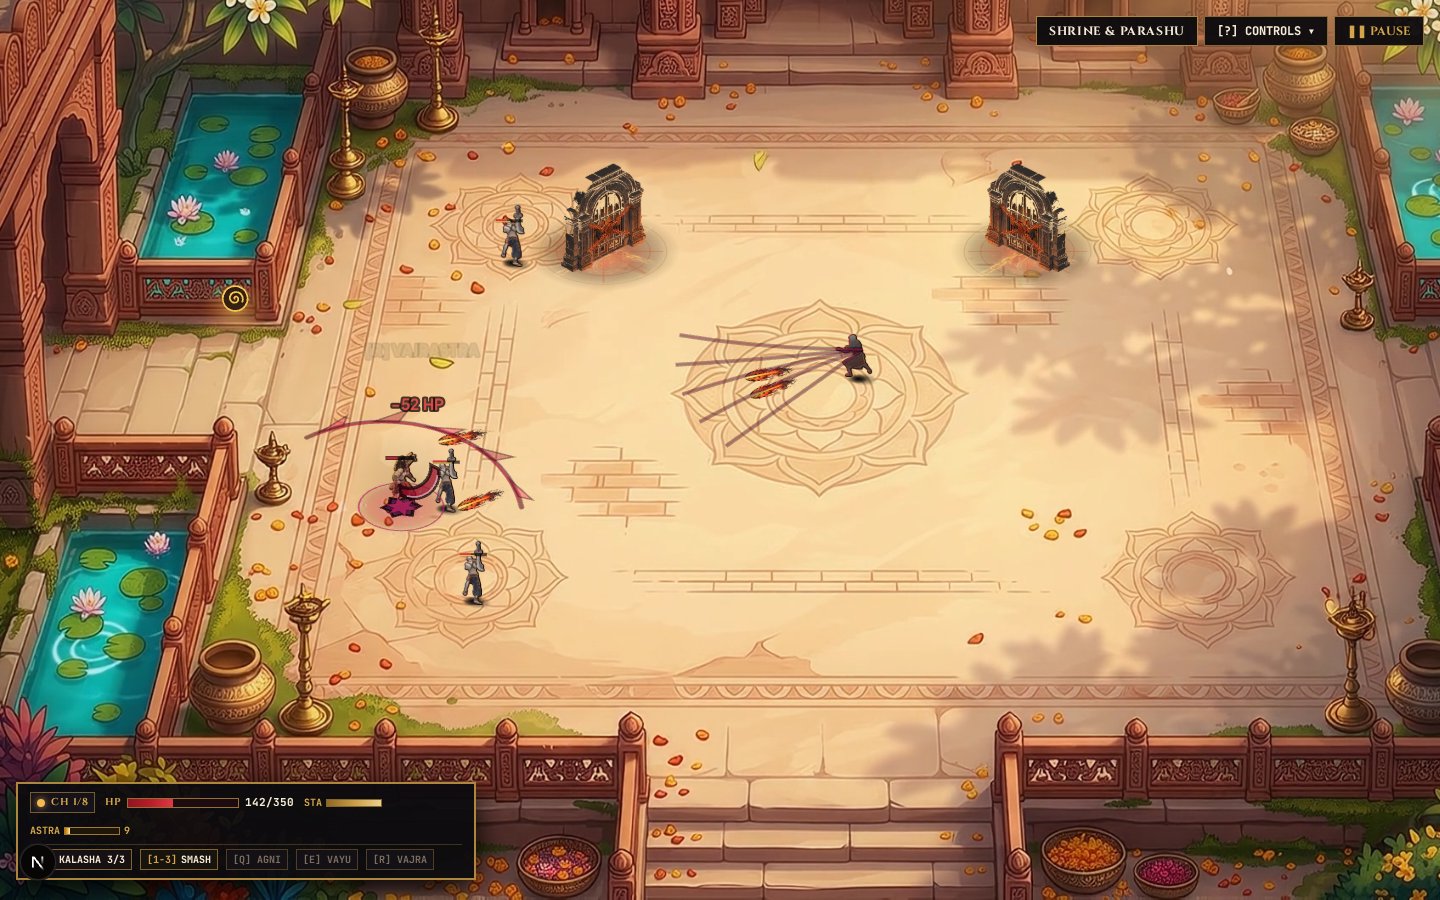 SHRINE & PARASHU
[?] CONTROLS ▾
❚❚ PAUSE
[R] VAJRASTRA
-52 HP
CH 1/8 HP 142/350 STA
ASTRA 9
N KALASHA 3/3 [1-3] SMASH [Q] AGNI [E] VAYU [R] VAJRA